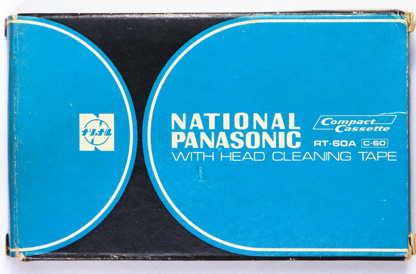 ナショナル
NATIONAL
PANASONIC
Compact
Cassette
RT-60A C-60
WITH HEAD CLEANING TAPE